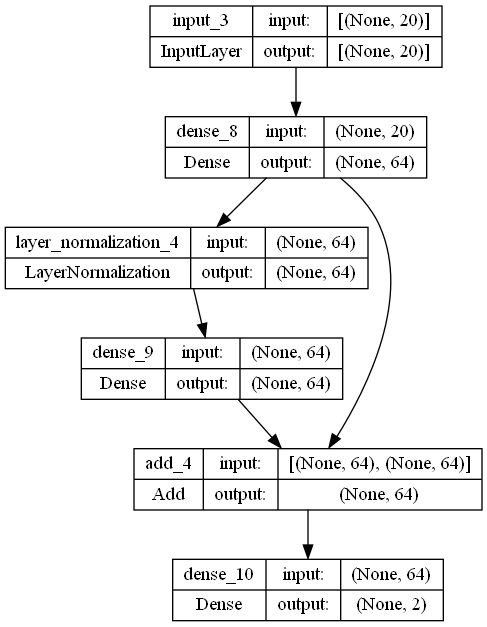 input_3 input: [(None, 20)]
InputLayer output: [(None, 20)]
dense_8 input: (None, 20)
Dense output: (None, 64)
layer_normalization_4 input: (None, 64)
LayerNormalization output: (None, 64)
dense_9 input: (None, 64)
Dense output: (None, 64)
add_4 input: [(None, 64), (None, 64)]
Add output: (None, 64)
dense_10 input: (None, 64)
Dense output: (None, 2)